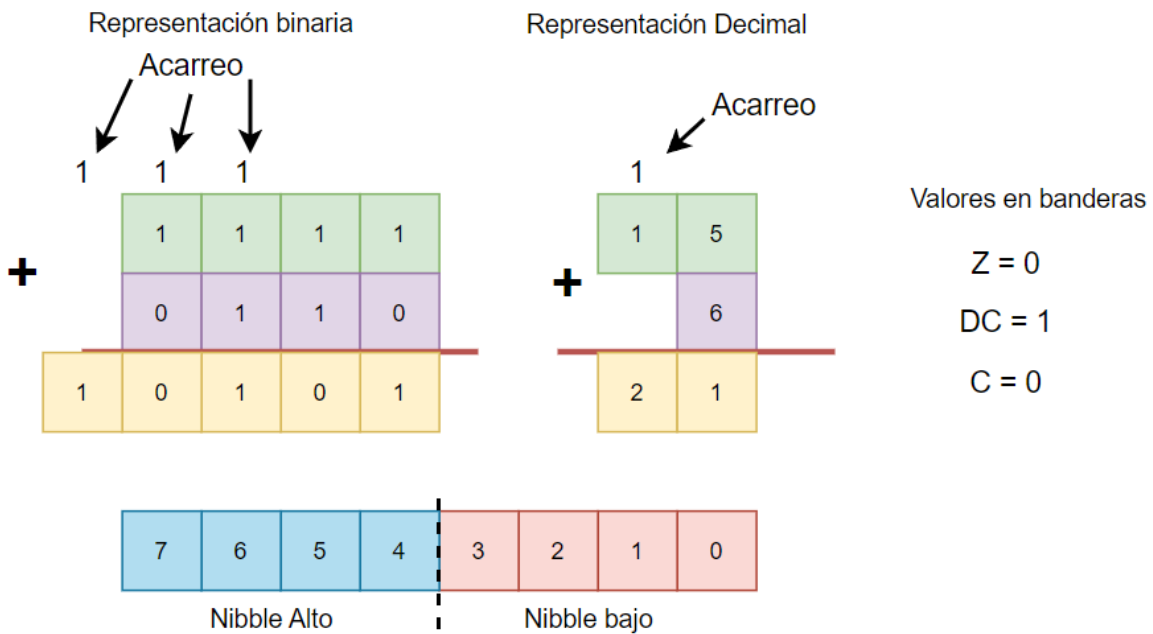 Representación binaria
Representación Decimal
Acarreo
Acarreo
1 1 1
1
1 1 1 1
1 5
Valores en banderas
+
+
Z = 0
0 1 1 0
6
DC = 1
1 0 1 0 1
2 1
C = 0
7 6 5 4 3 2 1 0
Nibble Alto
Nibble bajo